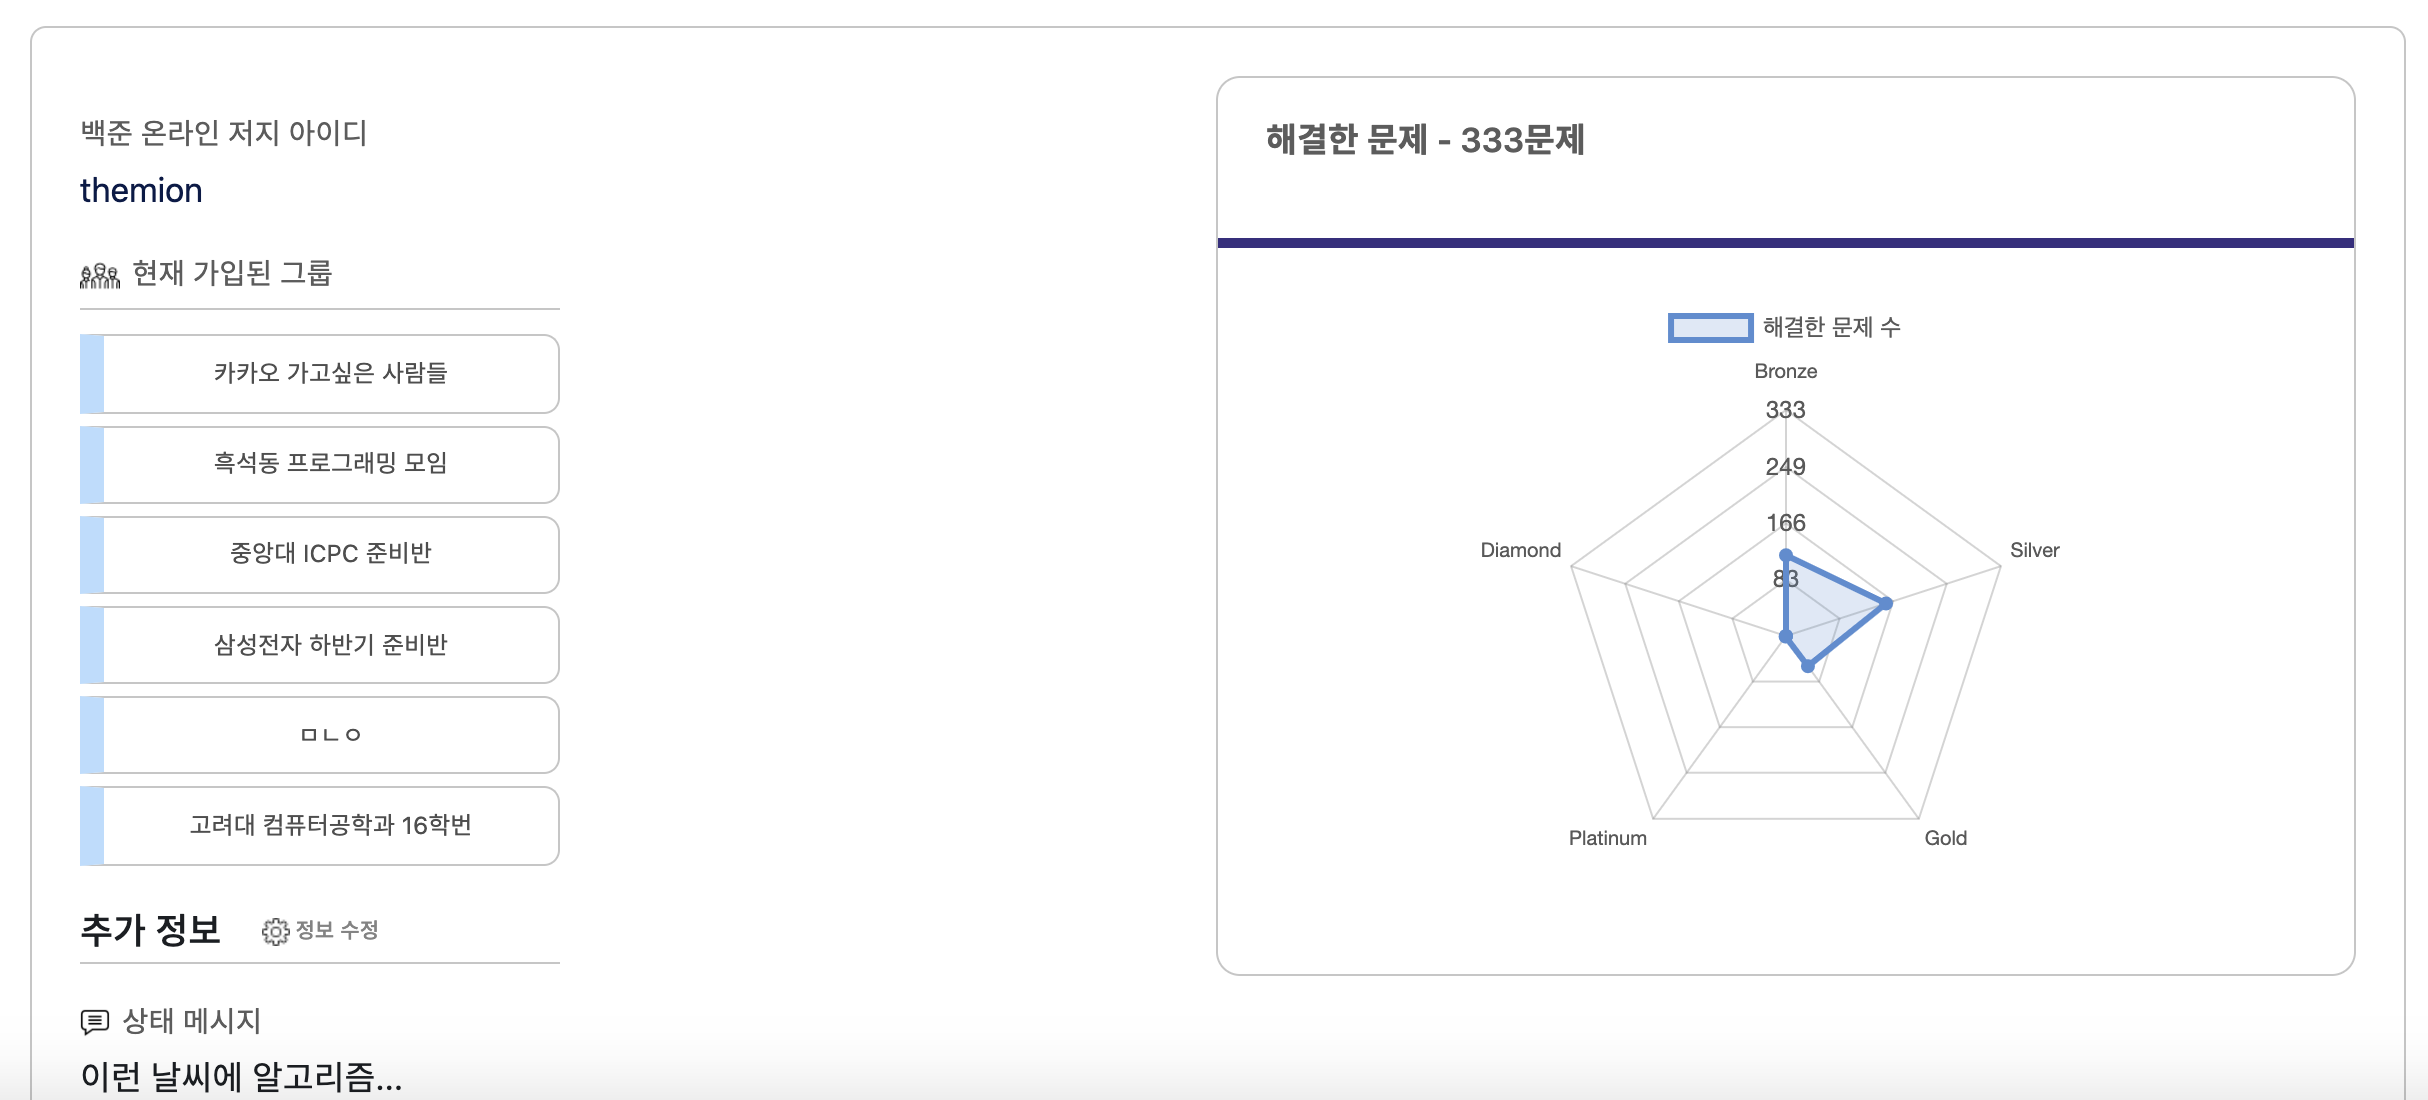 백준 온라인 저지 아이디
themion
현재 가입된 그룹
카카오 가고싶은 사람들
흑석동 프로그래밍 모임
중앙대 ICPC 준비반
삼성전자 하반기 준비반
ㅁㄴㅇ
고려대 컴퓨터공학과 16학번
추가 정보
정보 수정
상태 메시지
이런 날씨에 알고리즘...
해결한 문제 - 333문제
해결한 문제 수
Bronze
333
249
166
83
Diamond
Silver
Platinum
Gold